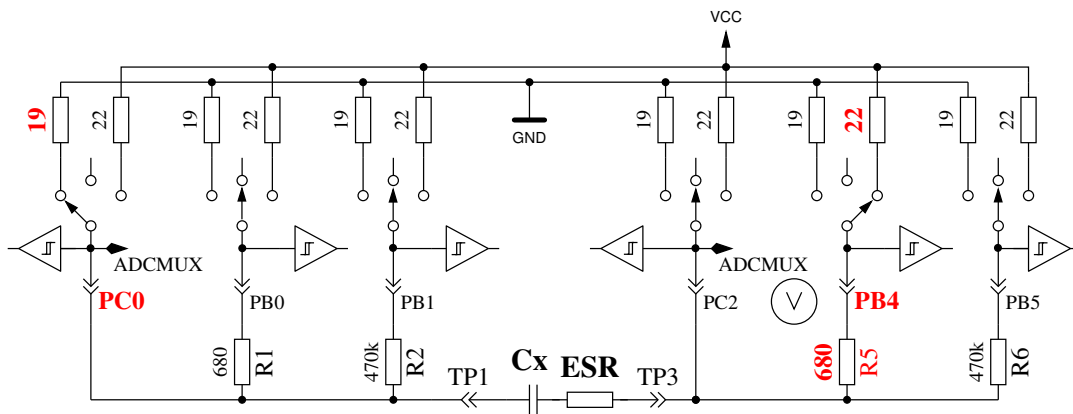 VCC
19
22
19
22
19
22
GND
19
22
19
22
19
22
ADCMUX
ADCMUX
PC0
PB0
PB1
PC2
V
PB4
PB5
680
R1
470k
R2
TP1
Cx
ESR
TP3
680
R5
470k
R6